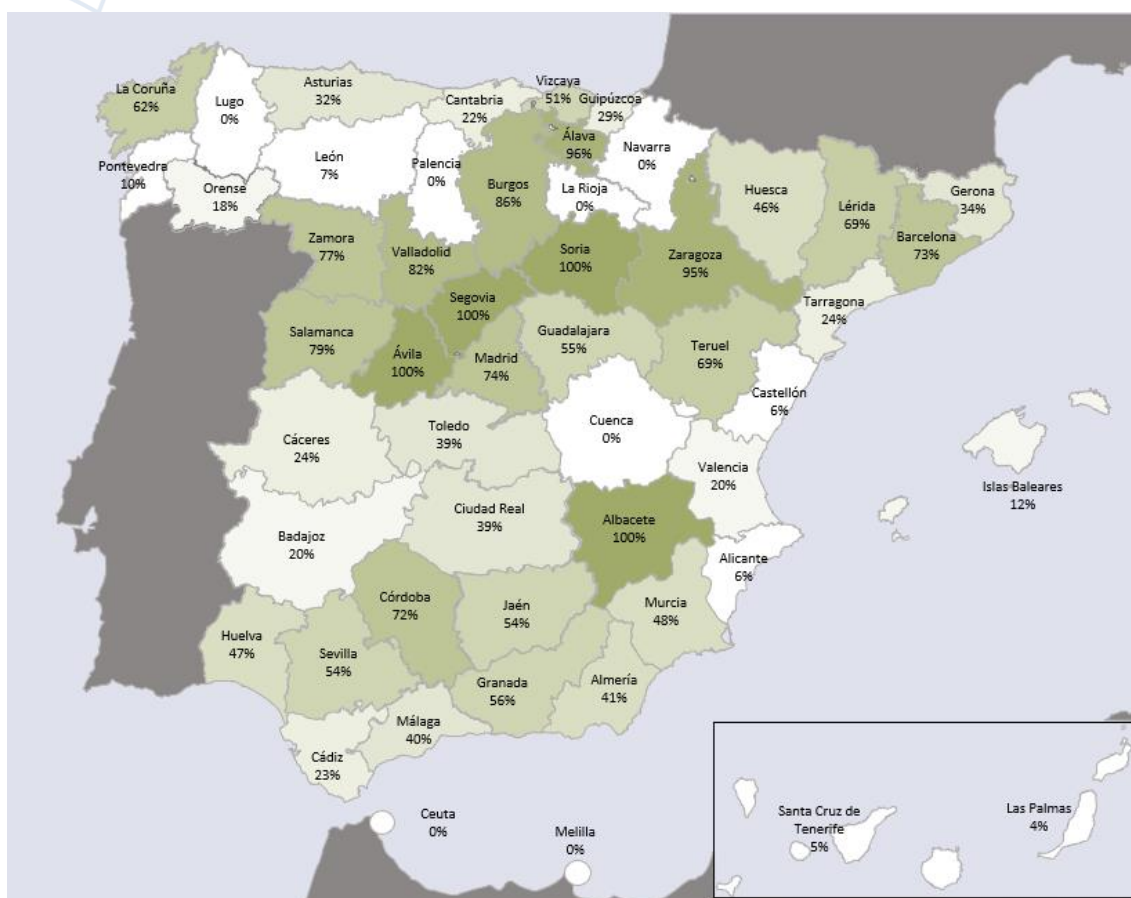 La Coruña
62%
Lugo
0%
Asturias
32%
Cantabria
22%
Vizcaya
51%
Guipúzcoa
29%
Álava
96%
Navarra
0%
Pontevedra
10%
Orense
18%
León
7%
Palencia
0%
Burgos
86%
La Rioja
0%
Huesca
46%
Lérida
69%
Gerona
34%
Barcelona
73%
Zamora
77%
Valladolid
82%
Soria
100%
Zaragoza
95%
Segovia
100%
Tarragona
24%
Salamanca
79%
Ávila
100%
Madrid
74%
Guadalajara
55%
Teruel
69%
Castellón
6%
Cáceres
24%
Toledo
39%
Cuenca
0%
Valencia
20%
Islas Baleares
12%
Badajoz
20%
Ciudad Real
39%
Albacete
100%
Alicante
6%
Córdoba
72%
Jaén
54%
Murcia
48%
Huelva
47%
Sevilla
54%
Granada
56%
Almería
41%
Málaga
40%
Cádiz
23%
Ceuta
0%
Melilla
0%
Santa Cruz de
Tenerife
5%
Las Palmas
4%